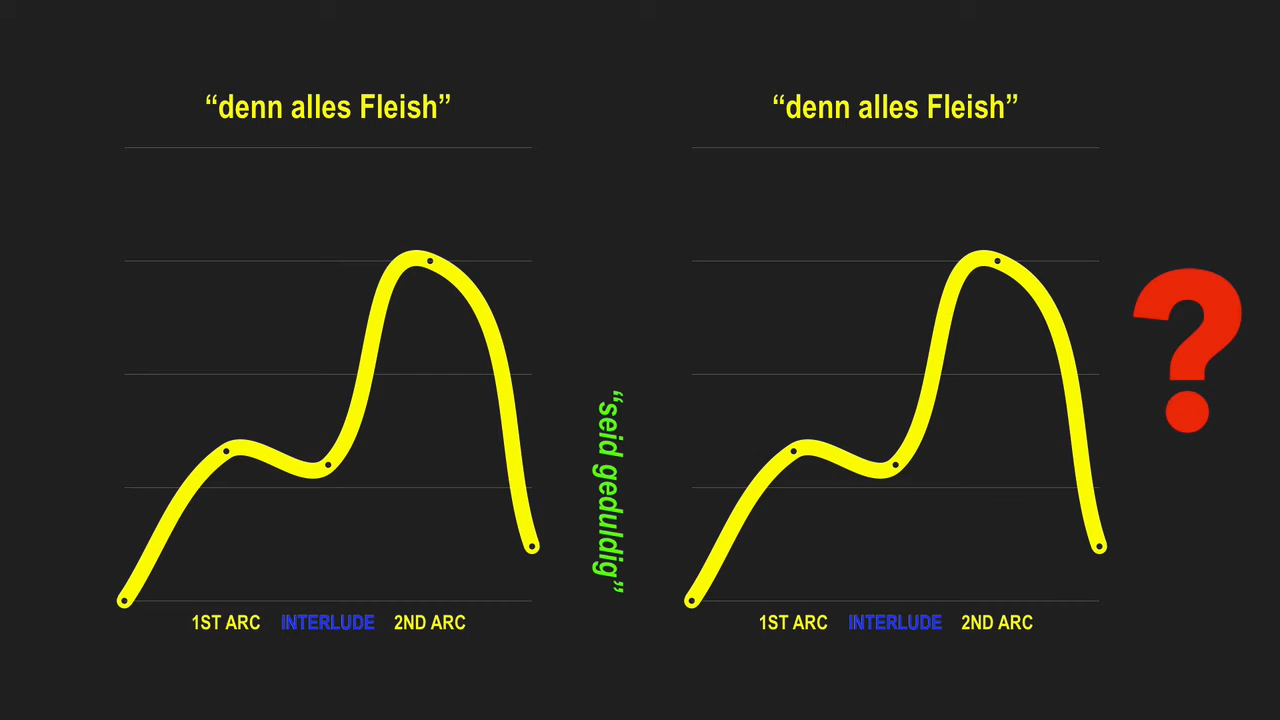 “denn alles Fleish”
1ST ARC INTERLUDE 2ND ARC
“seid geduldig”
“denn alles Fleish”
1ST ARC INTERLUDE 2ND ARC
?